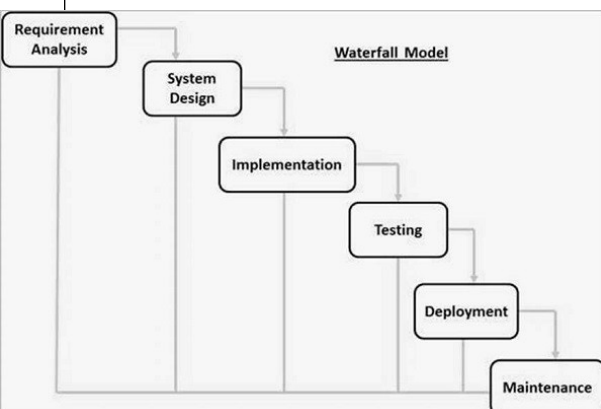 Requirement
Analysis
Waterfall Model
System
Design
Implementation
Testing
Deployment
Maintenance